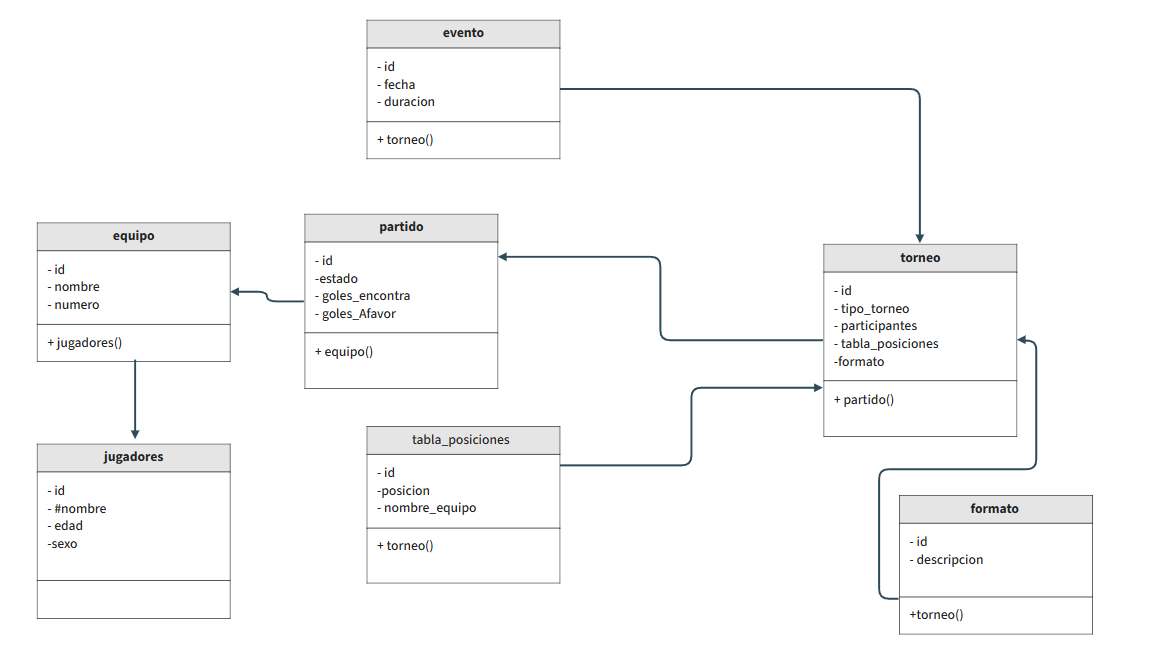 evento
- id
- fecha
- duracion
+ torneo()
equipo
- id
- nombre
- numero
+ jugadores()
partido
- id
-estado
- goles_encontra
- goles_Afavor
+ equipo()
torneo
- id
- tipo_torneo
- participantes
- tabla_posiciones
-formato
+ partido()
jugadores
- id
- #nombre
- edad
-sexo
tabla_posiciones
- id
-posicion
- nombre_equipo
+ torneo()
formato
- id
- descripcion
+torneo()